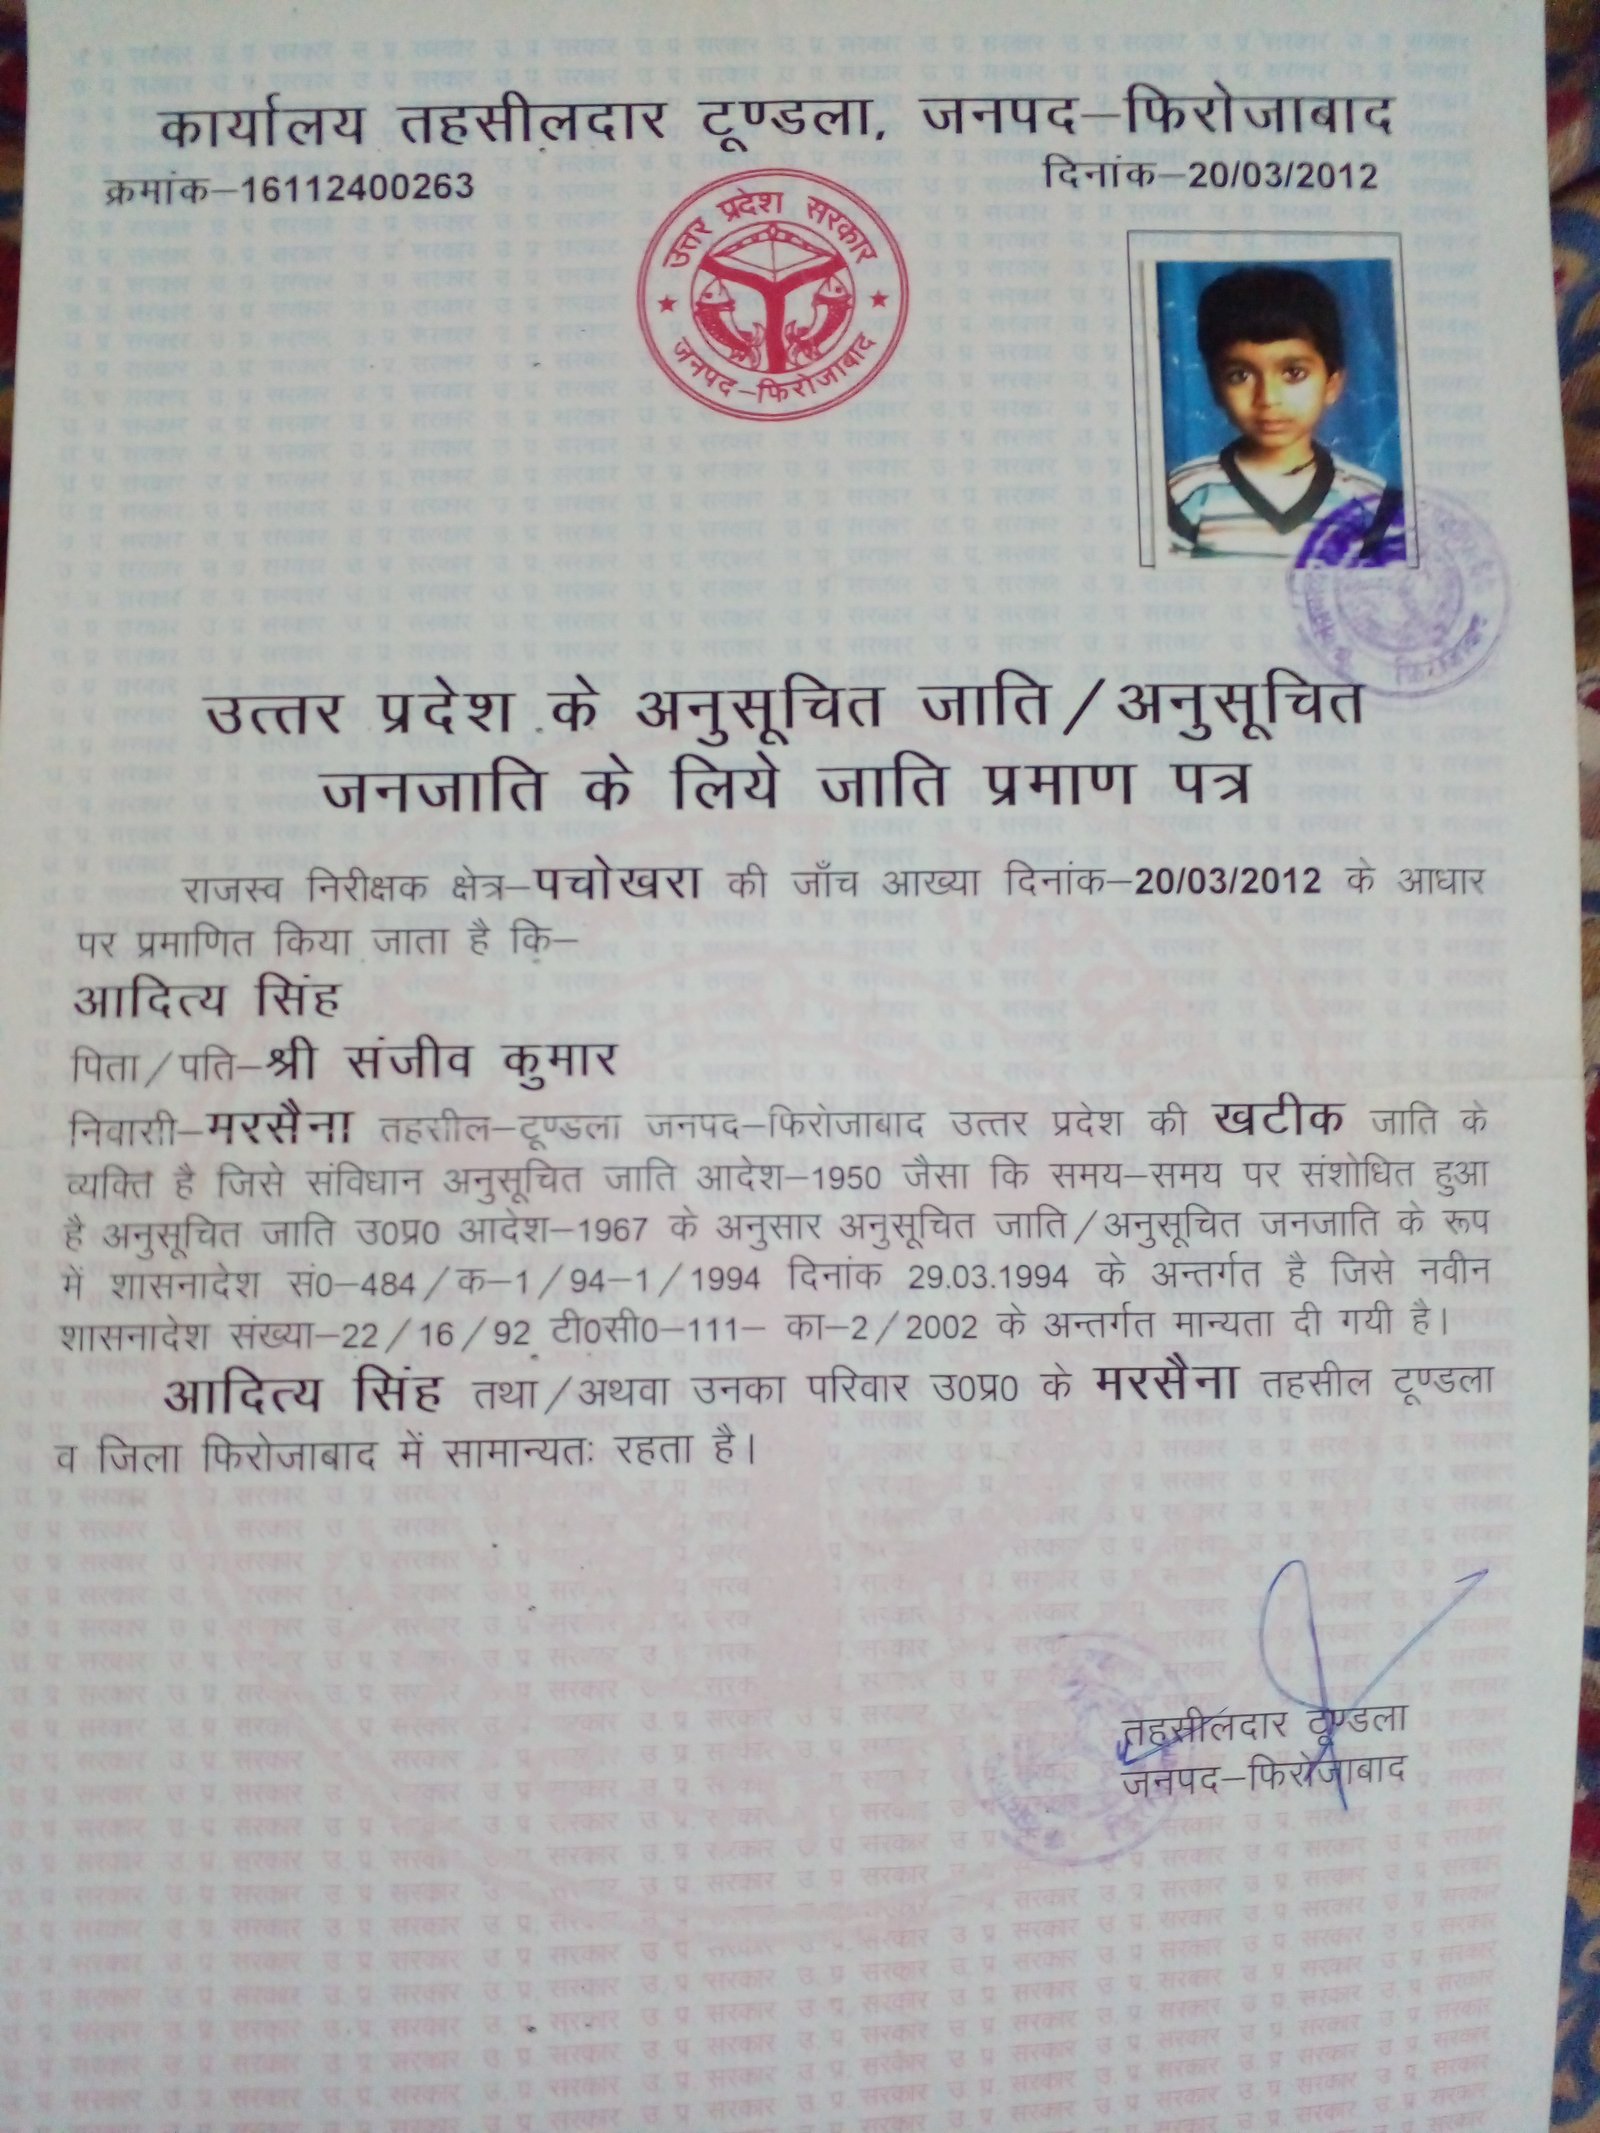 कार्यालय तहसीलदार टूण्डला, जनपद–फिरोजाबाद
क्रमांक–16112400263
दिनांक–20/03/2012
उत्तर प्रदेश सरकार
जनपद–फिरोजाबाद
उत्तर प्रदेश के अनुसूचित जाति/अनुसूचित
जनजाति के लिये जाति प्रमाण पत्र
राजस्व निरीक्षक क्षेत्र–पचोखरा की जाँच आख्या दिनांक–20/03/2012 के आधार
पर प्रमाणित किया जाता है कि–
आदित्य सिंह
पिता/पति–श्री संजीव कुमार
निवासी–मरसैना तहसील–टूण्डला जनपद–फिरोजाबाद उत्तर प्रदेश की खटीक जाति के
व्यक्ति है जिसे संविधान अनुसूचित जाति आदेश–1950 जैसा कि समय–समय पर संशोधित हुआ
है अनुसूचित जाति उ0प्र0 आदेश–1967 के अनुसार अनुसूचित जाति/अनुसूचित जनजाति के रूप
में शासनादेश सं0–484/क–1/94–1/1994 दिनांक 29.03.1994 के अन्तर्गत है जिसे नवीन
शासनादेश संख्या–22/16/92 टी0सी0–111– का–2/2002 के अन्तर्गत मान्यता दी गयी है।
आदित्य सिंह तथा/अथवा उनका परिवार उ0प्र0 के मरसैना तहसील टूण्डला
व जिला फिरोजाबाद में सामान्यतः रहता है।
तहसीलदार टूण्डला
जनपद–फिरोजाबाद